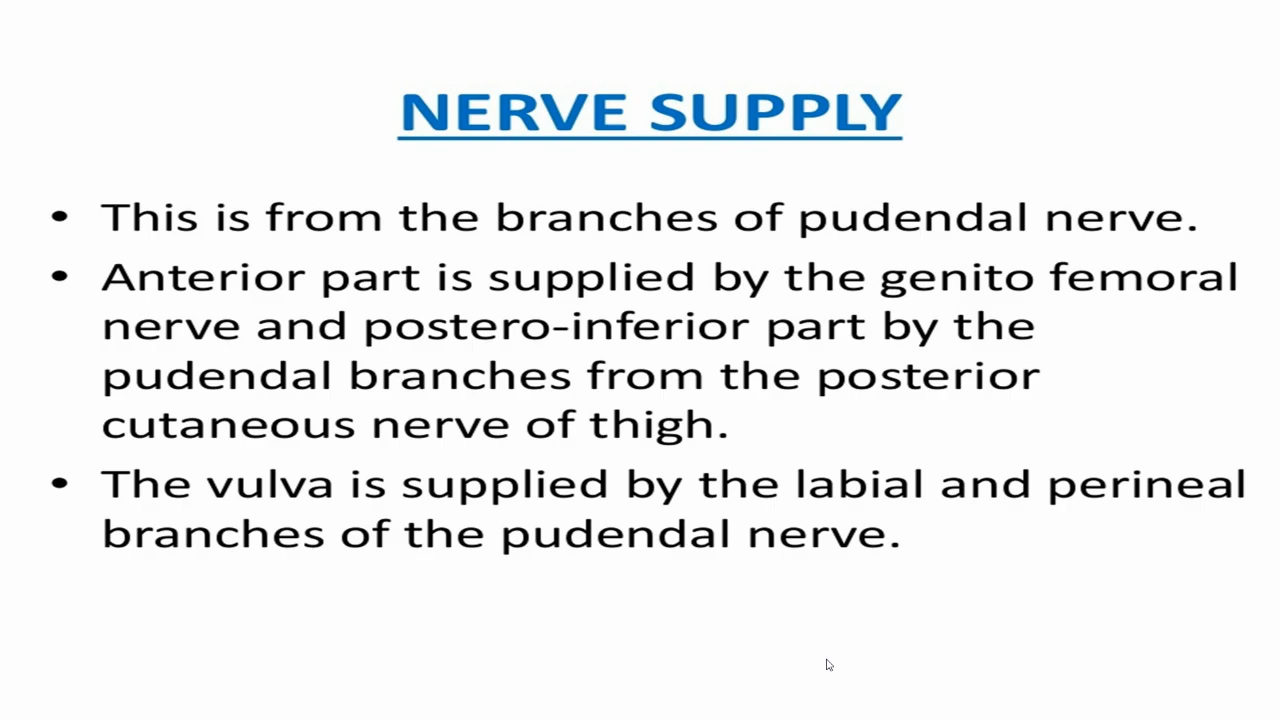 NERVE SUPPLY
• This is from the branches of pudendal nerve.
• Anterior part is supplied by the genito femoral
nerve and postero-inferior part by the
pudendal branches from the posterior
cutaneous nerve of thigh.
• The vulva is supplied by the labial and perineal
branches of the pudendal nerve.